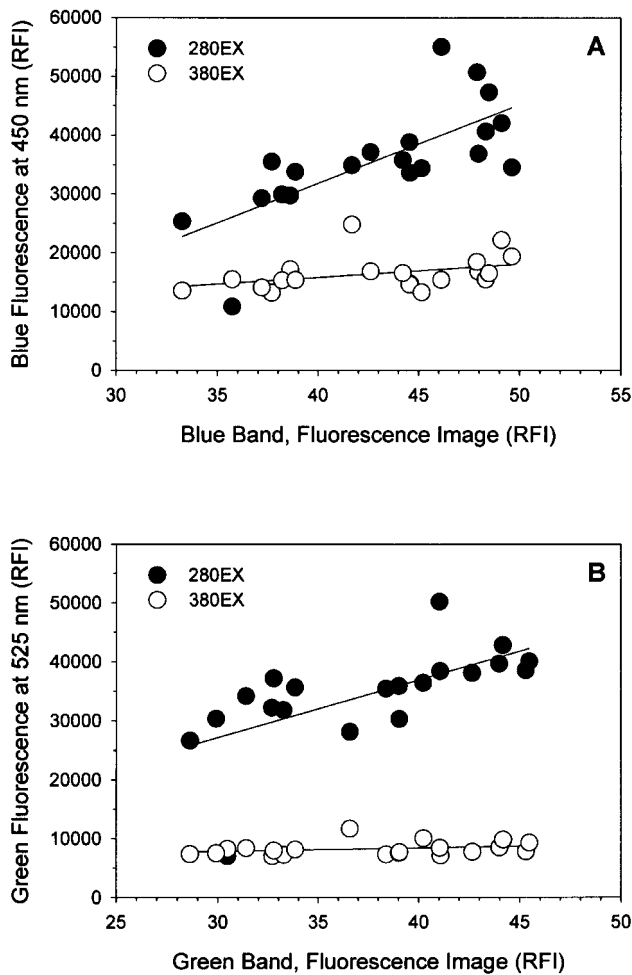 A
280EX
380EX
60000
50000
40000
30000
20000
10000
0
Blue Fluorescence at 450 nm (RFI)
30 35 40 45 50 55
Blue Band, Fluorescence Image (RFI)
B
280EX
380EX
60000
50000
40000
30000
20000
10000
0
Green Fluorescence at 525 nm (RFI)
25 30 35 40 45 50
Green Band, Fluorescence Image (RFI)